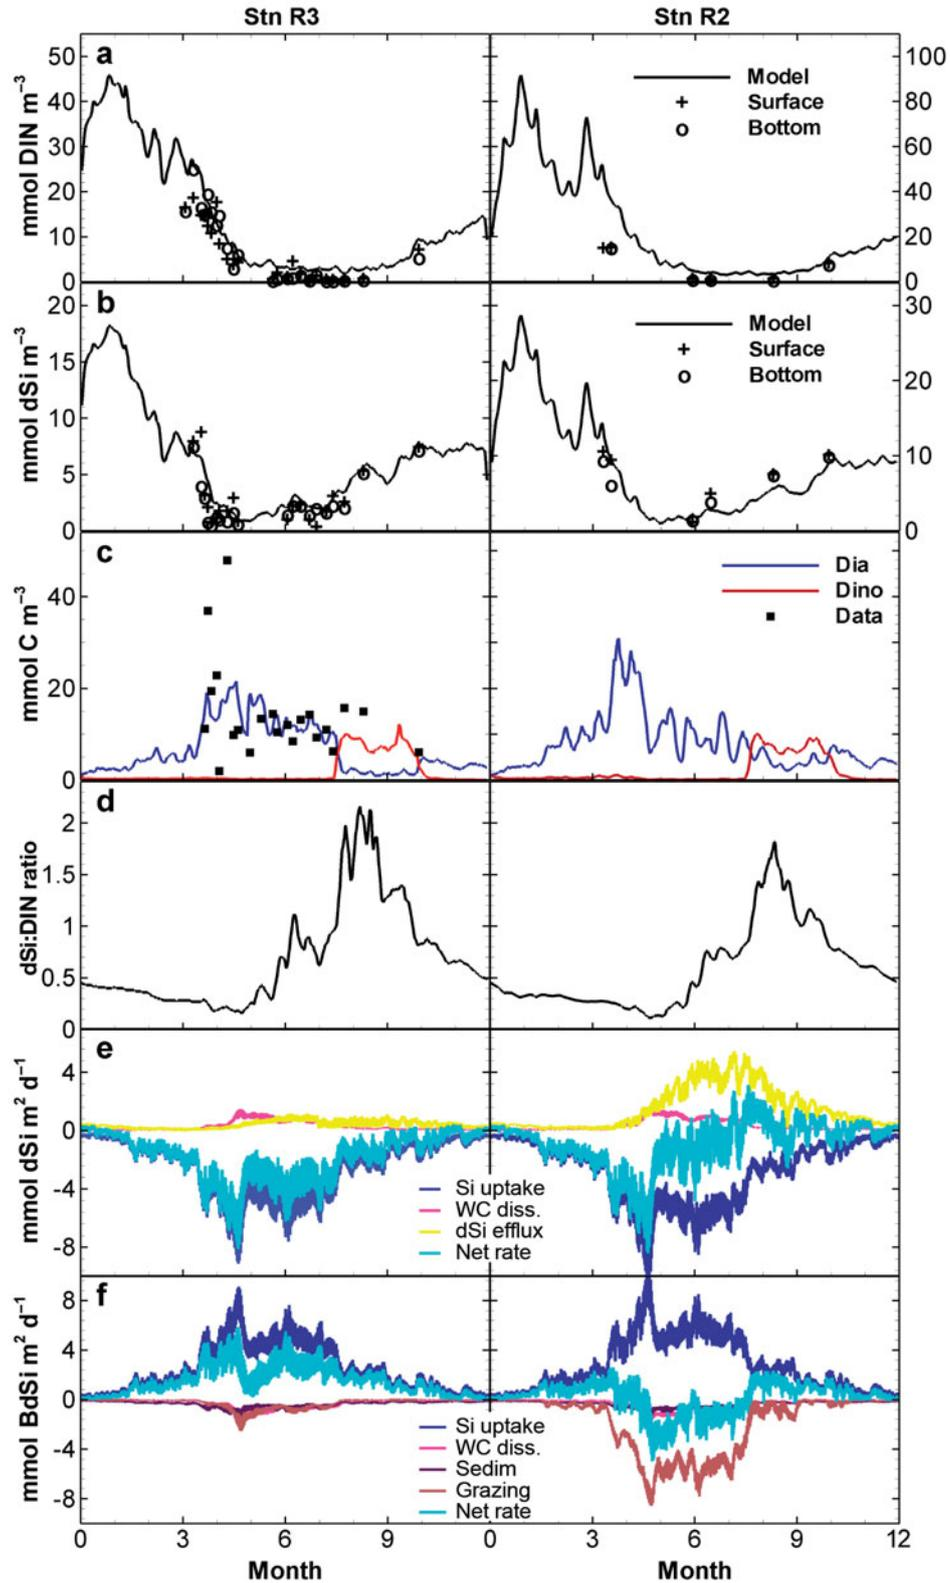 Stn R3 Stn R2
a
50 100
40 80
30 60
20 40
10 20
0 0
mmol DIN m⁻³
Model
Surface
Bottom
b
20 30
15 20
10 10
5
0 0
mmol dSi m⁻³
Model
Surface
Bottom
c
40
20
0
mmol C m⁻³
Dia
Dino
Data
d
2
1.5
1
0.5
0
dSi:DIN ratio
e
4
0
-4
-8
mmol dSi m² d⁻¹
Si uptake
WC diss.
dSi efflux
Net rate
f
8
4
0
-4
-8
mmol BdSi m² d⁻¹
Si uptake
WC diss.
Sedim
Grazing
Net rate
0 3 6 9 0 3 6 9 12
Month Month